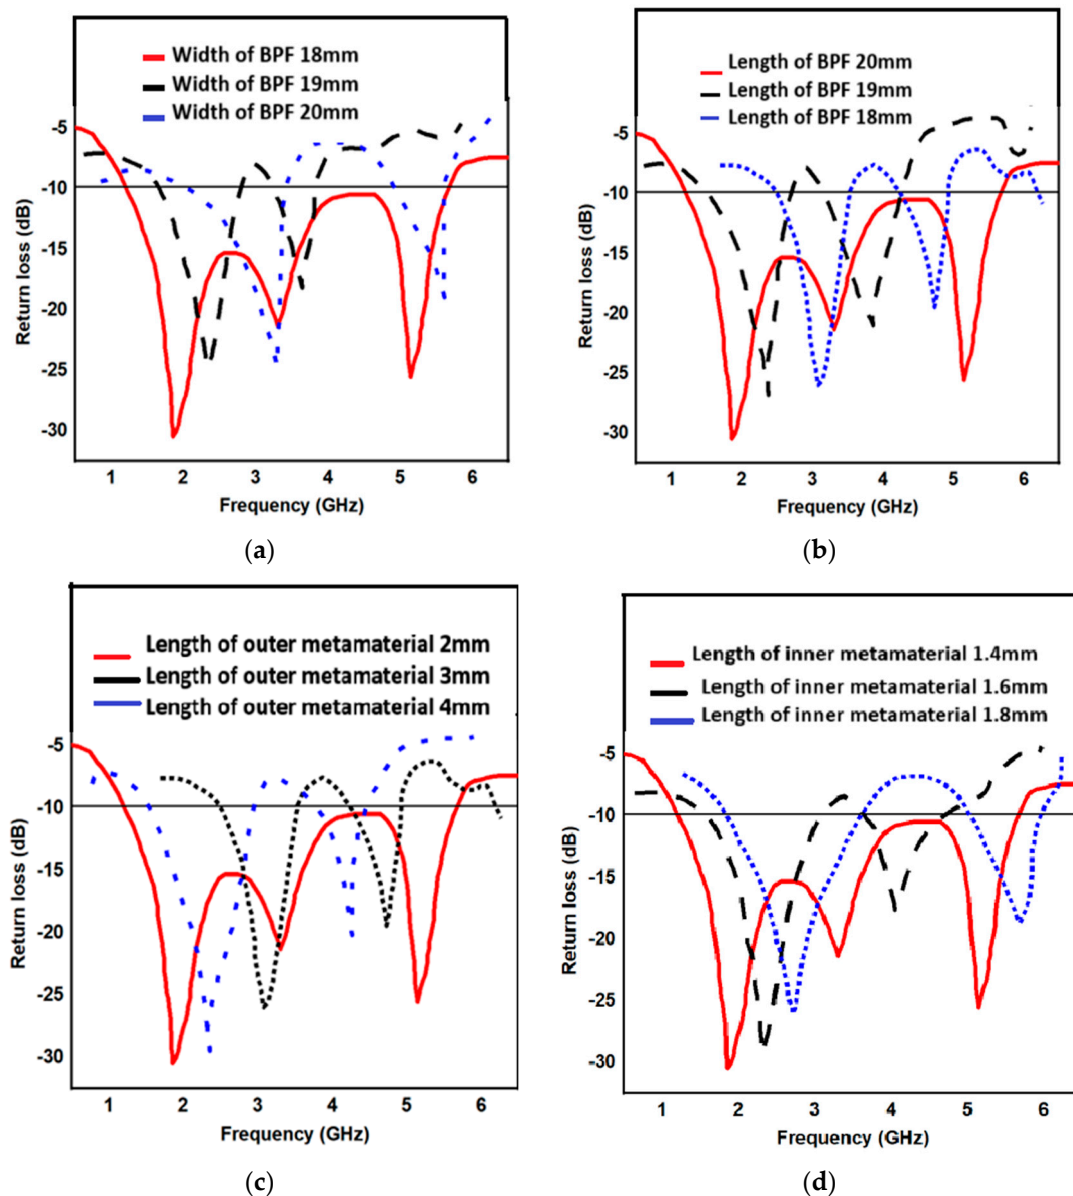 Width of BPF 18mm
Width of BPF 19mm
Width of BPF 20mm
-5
-10
-15
-20
-25
-30
Return loss (dB)
1 2 3 4 5 6
Frequency (GHz)
(a)
Length of BPF 20mm
Length of BPF 19mm
Length of BPF 18mm
-5
-10
-15
-20
-25
-30
Return loss (dB)
1 2 3 4 5 6
Frequency (GHz)
(b)
Length of outer metamaterial 2mm
Length of outer metamaterial 3mm
Length of outer metamaterial 4mm
-5
-10
-15
-20
-25
-30
Return loss (dB)
1 2 3 4 5 6
Frequency (GHz)
(c)
Length of inner metamaterial 1.4mm
Length of inner metamaterial 1.6mm
Length of inner metamaterial 1.8mm
-5
-10
-15
-20
-25
-30
Return loss (dB)
1 2 3 4 5 6
Frequency (GHz)
(d)